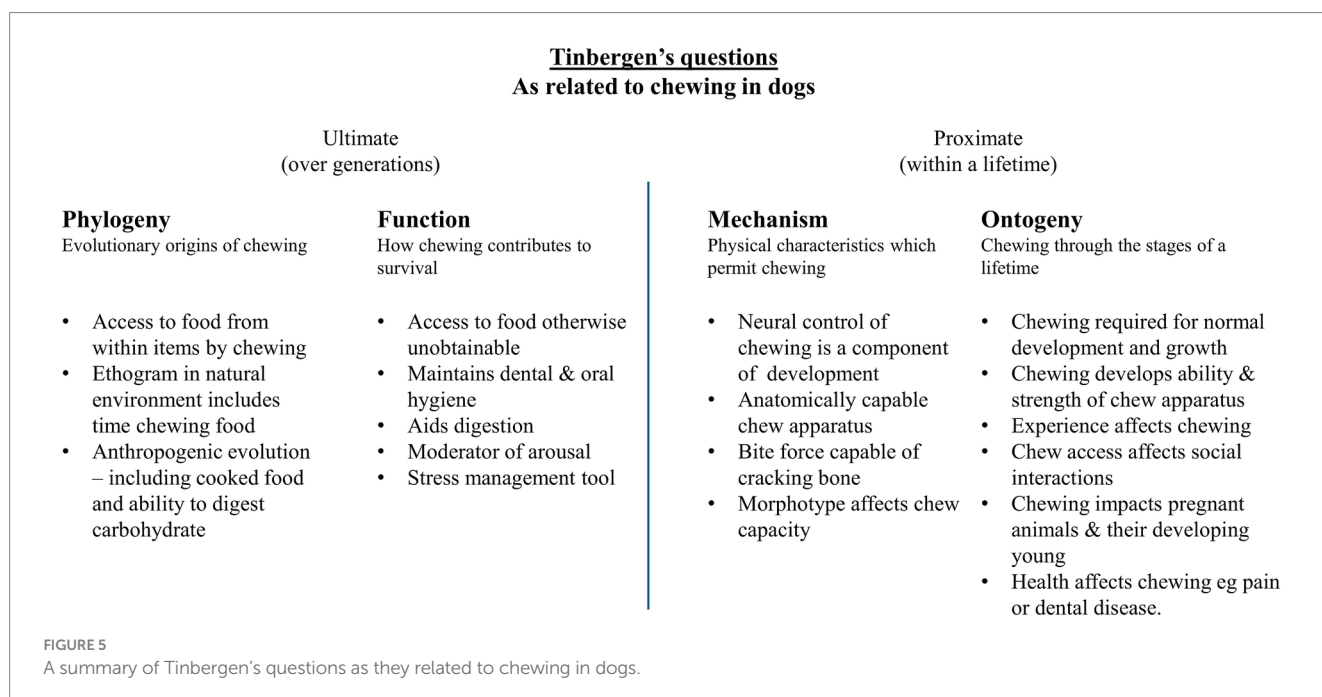 Tinbergen's questions
As related to chewing in dogs
Ultimate
(over generations)
Proximate
(within a lifetime)
Phylogeny
Evolutionary origins of chewing
• Access to food from
within items by chewing
• Ethogram in natural
environment includes
time chewing food
• Anthropogenic evolution
– including cooked food
and ability to digest
carbohydrate
Function
How chewing contributes to
survival
• Access to food otherwise
unobtainable
• Maintains dental & oral
hygiene
• Aids digestion
• Moderator of arousal
• Stress management tool
Mechanism
Physical characteristics which
permit chewing
• Neural control of
chewing is a component
of development
• Anatomically capable
chew apparatus
• Bite force capable of
cracking bone
• Morphotype affects chew
capacity
Ontogeny
Chewing through the stages of a
lifetime
• Chewing required for normal
development and growth
• Chewing develops ability &
strength of chew apparatus
• Experience affects chewing
• Chew access affects social
interactions
• Chewing impacts pregnant
animals & their developing
young
• Health affects chewing eg pain
or dental disease.
FIGURE 5
A summary of Tinbergen's questions as they related to chewing in dogs.